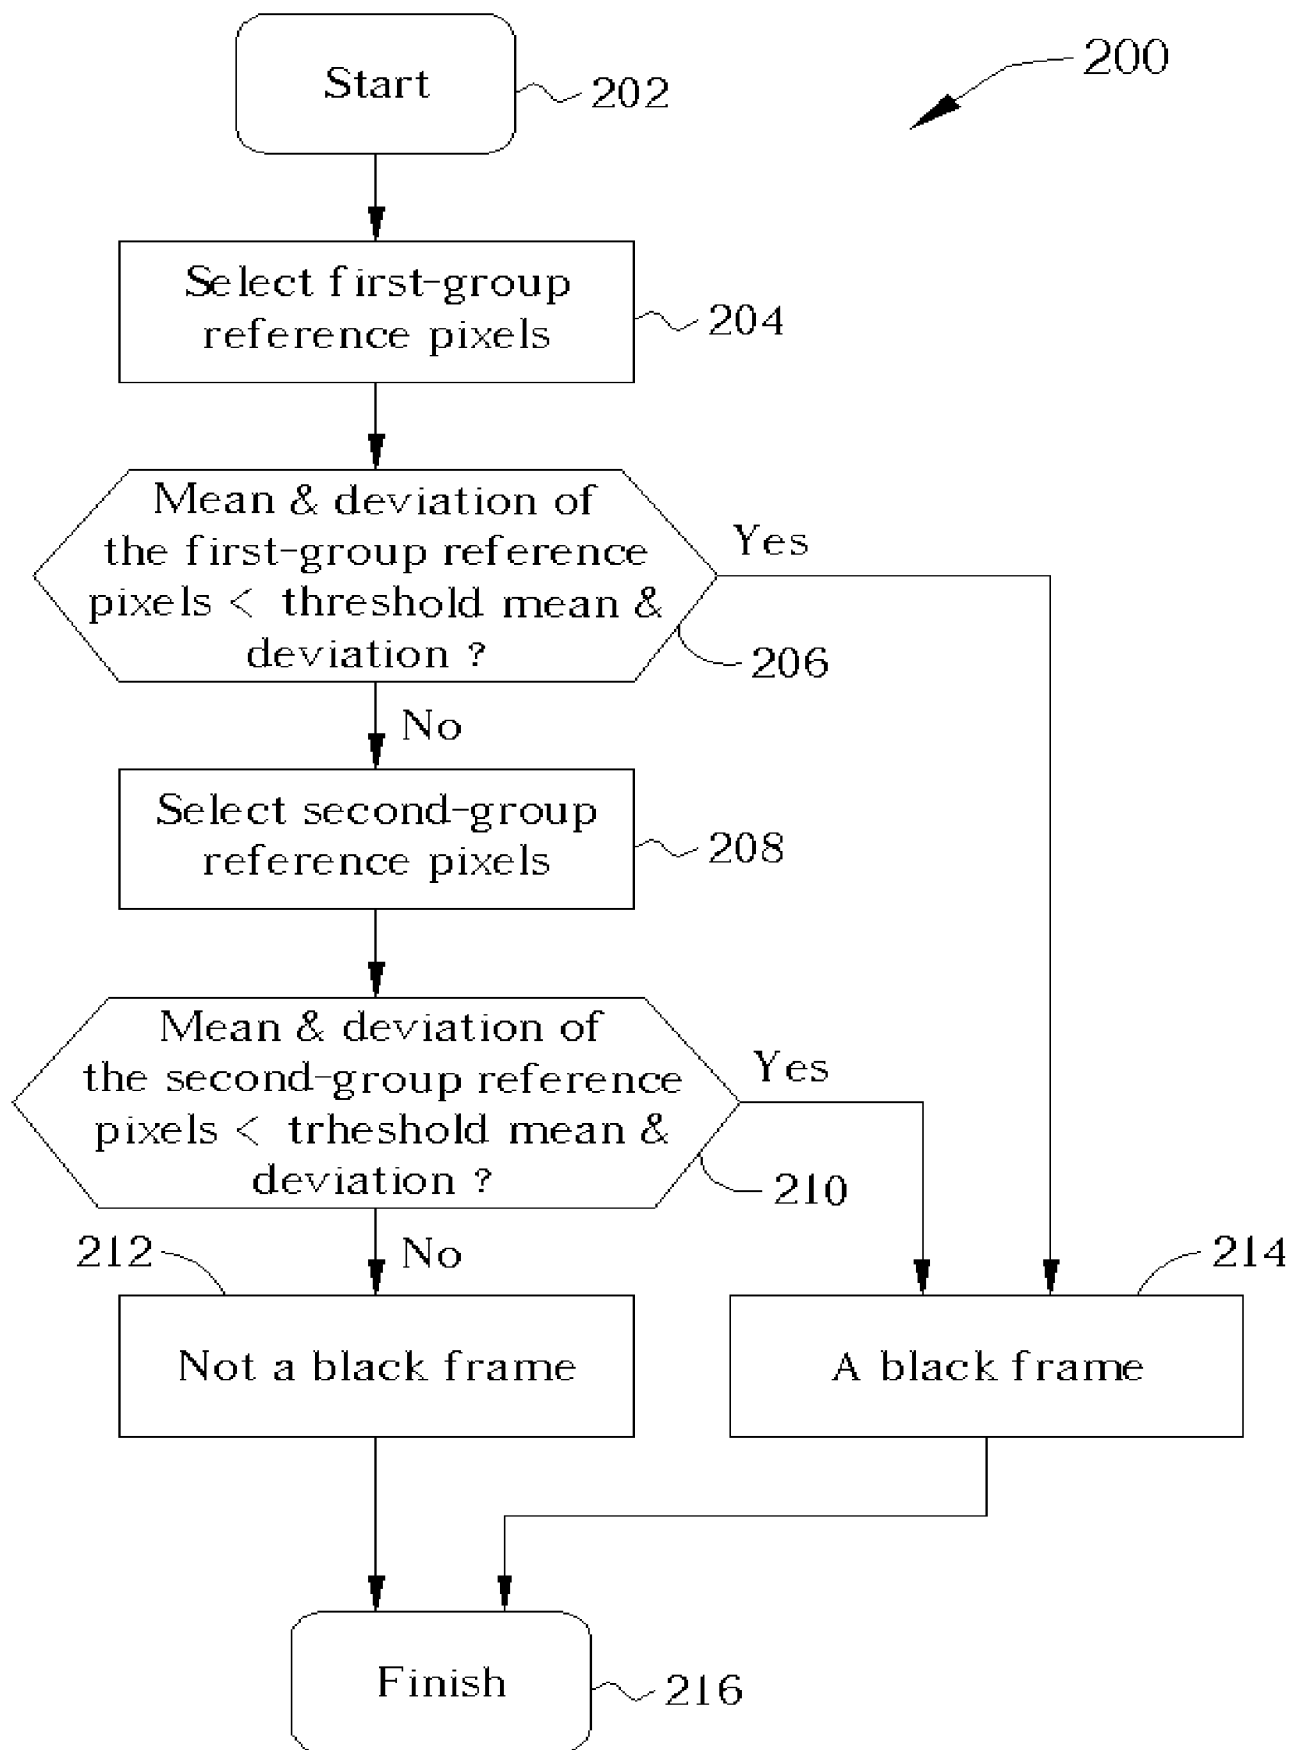 200
Start
202
Select first-group
reference pixels
204
Mean & deviation of
the first-group reference
pixels < threshold mean &
deviation ?
Yes
206
No
Select second-group
reference pixels
208
Mean & deviation of
the second-group reference
pixels < trheshold mean &
deviation ?
Yes
210
212
No
214
Not a black frame
A black frame
Finish
216